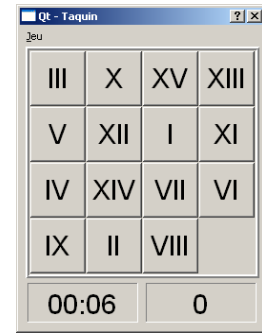 Qt - Taquin
Jeu
III X XV XIII
V XII I XI
IV XIV VII VI
IX II VIII
00:06 0